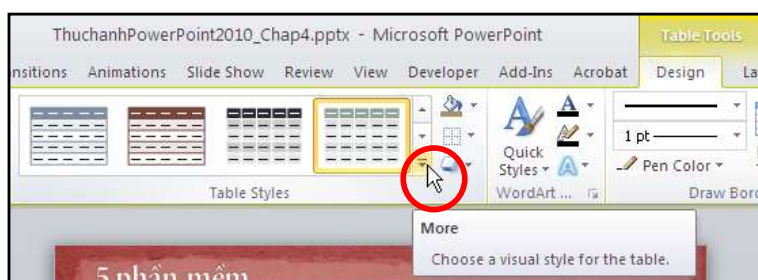 ThuchanhPowerPoint2010_Chap4.pptx - Microsoft PowerPoint
Table Tools
nsitions Animations Slide Show Review View Developer Add-Ins Acrobat Design La
Quick
Styles
1 pt
Pen Color
Table Styles
WordArt ...
Draw Bord
More
Choose a visual style for the table.
5 phần mềm